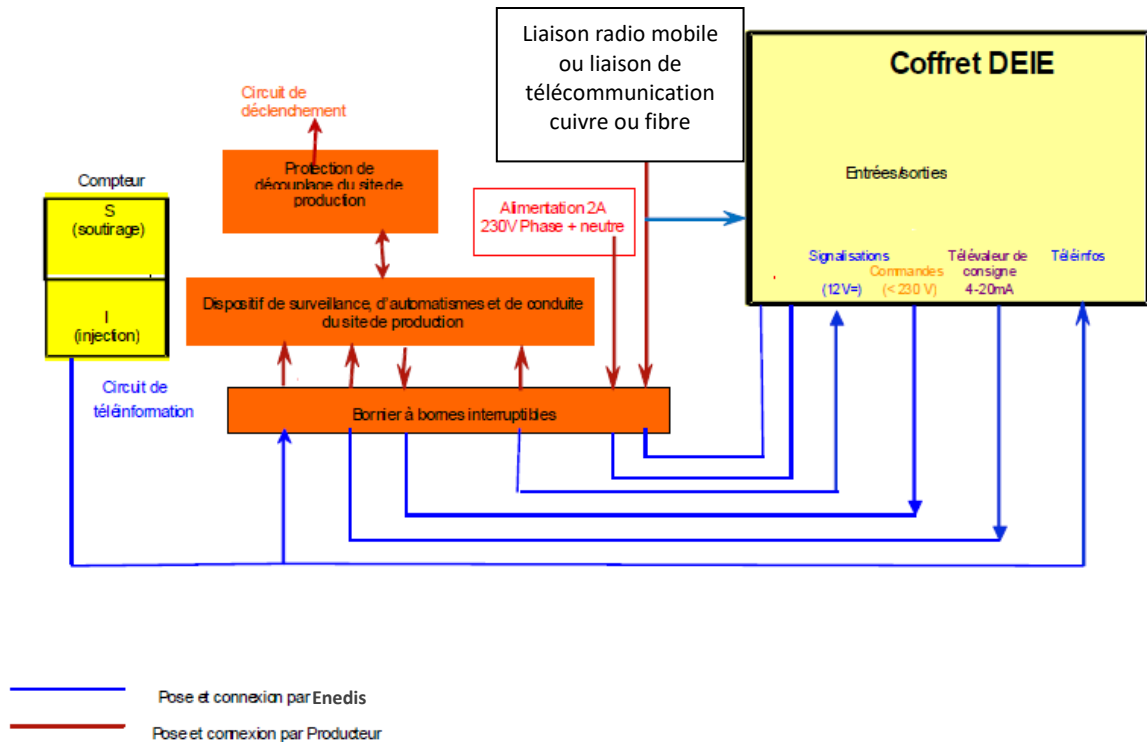 Liaison radio mobile
ou liaison de
télécommunication
cuivre ou fibre
Coffret DEIE
Circuit de
déclenchement
Protection de
découplage du site de
production
Entrées/sorties
Compteur
S
(soutirage)
Alimentation 2A
230V Phase + neutre
Signalisations
(12V=)
Commandes
(< 230 V)
Télévaleur de
consigne
4-20mA
Téléinfos
Dispositif de surveillance, d'automatismes et de conduite
du site de production
I
(injection)
Circuit de
téléinformation
Bornier à bornes interruptibles
Pose et connexion par Enedis
Pose et connexion par Producteur